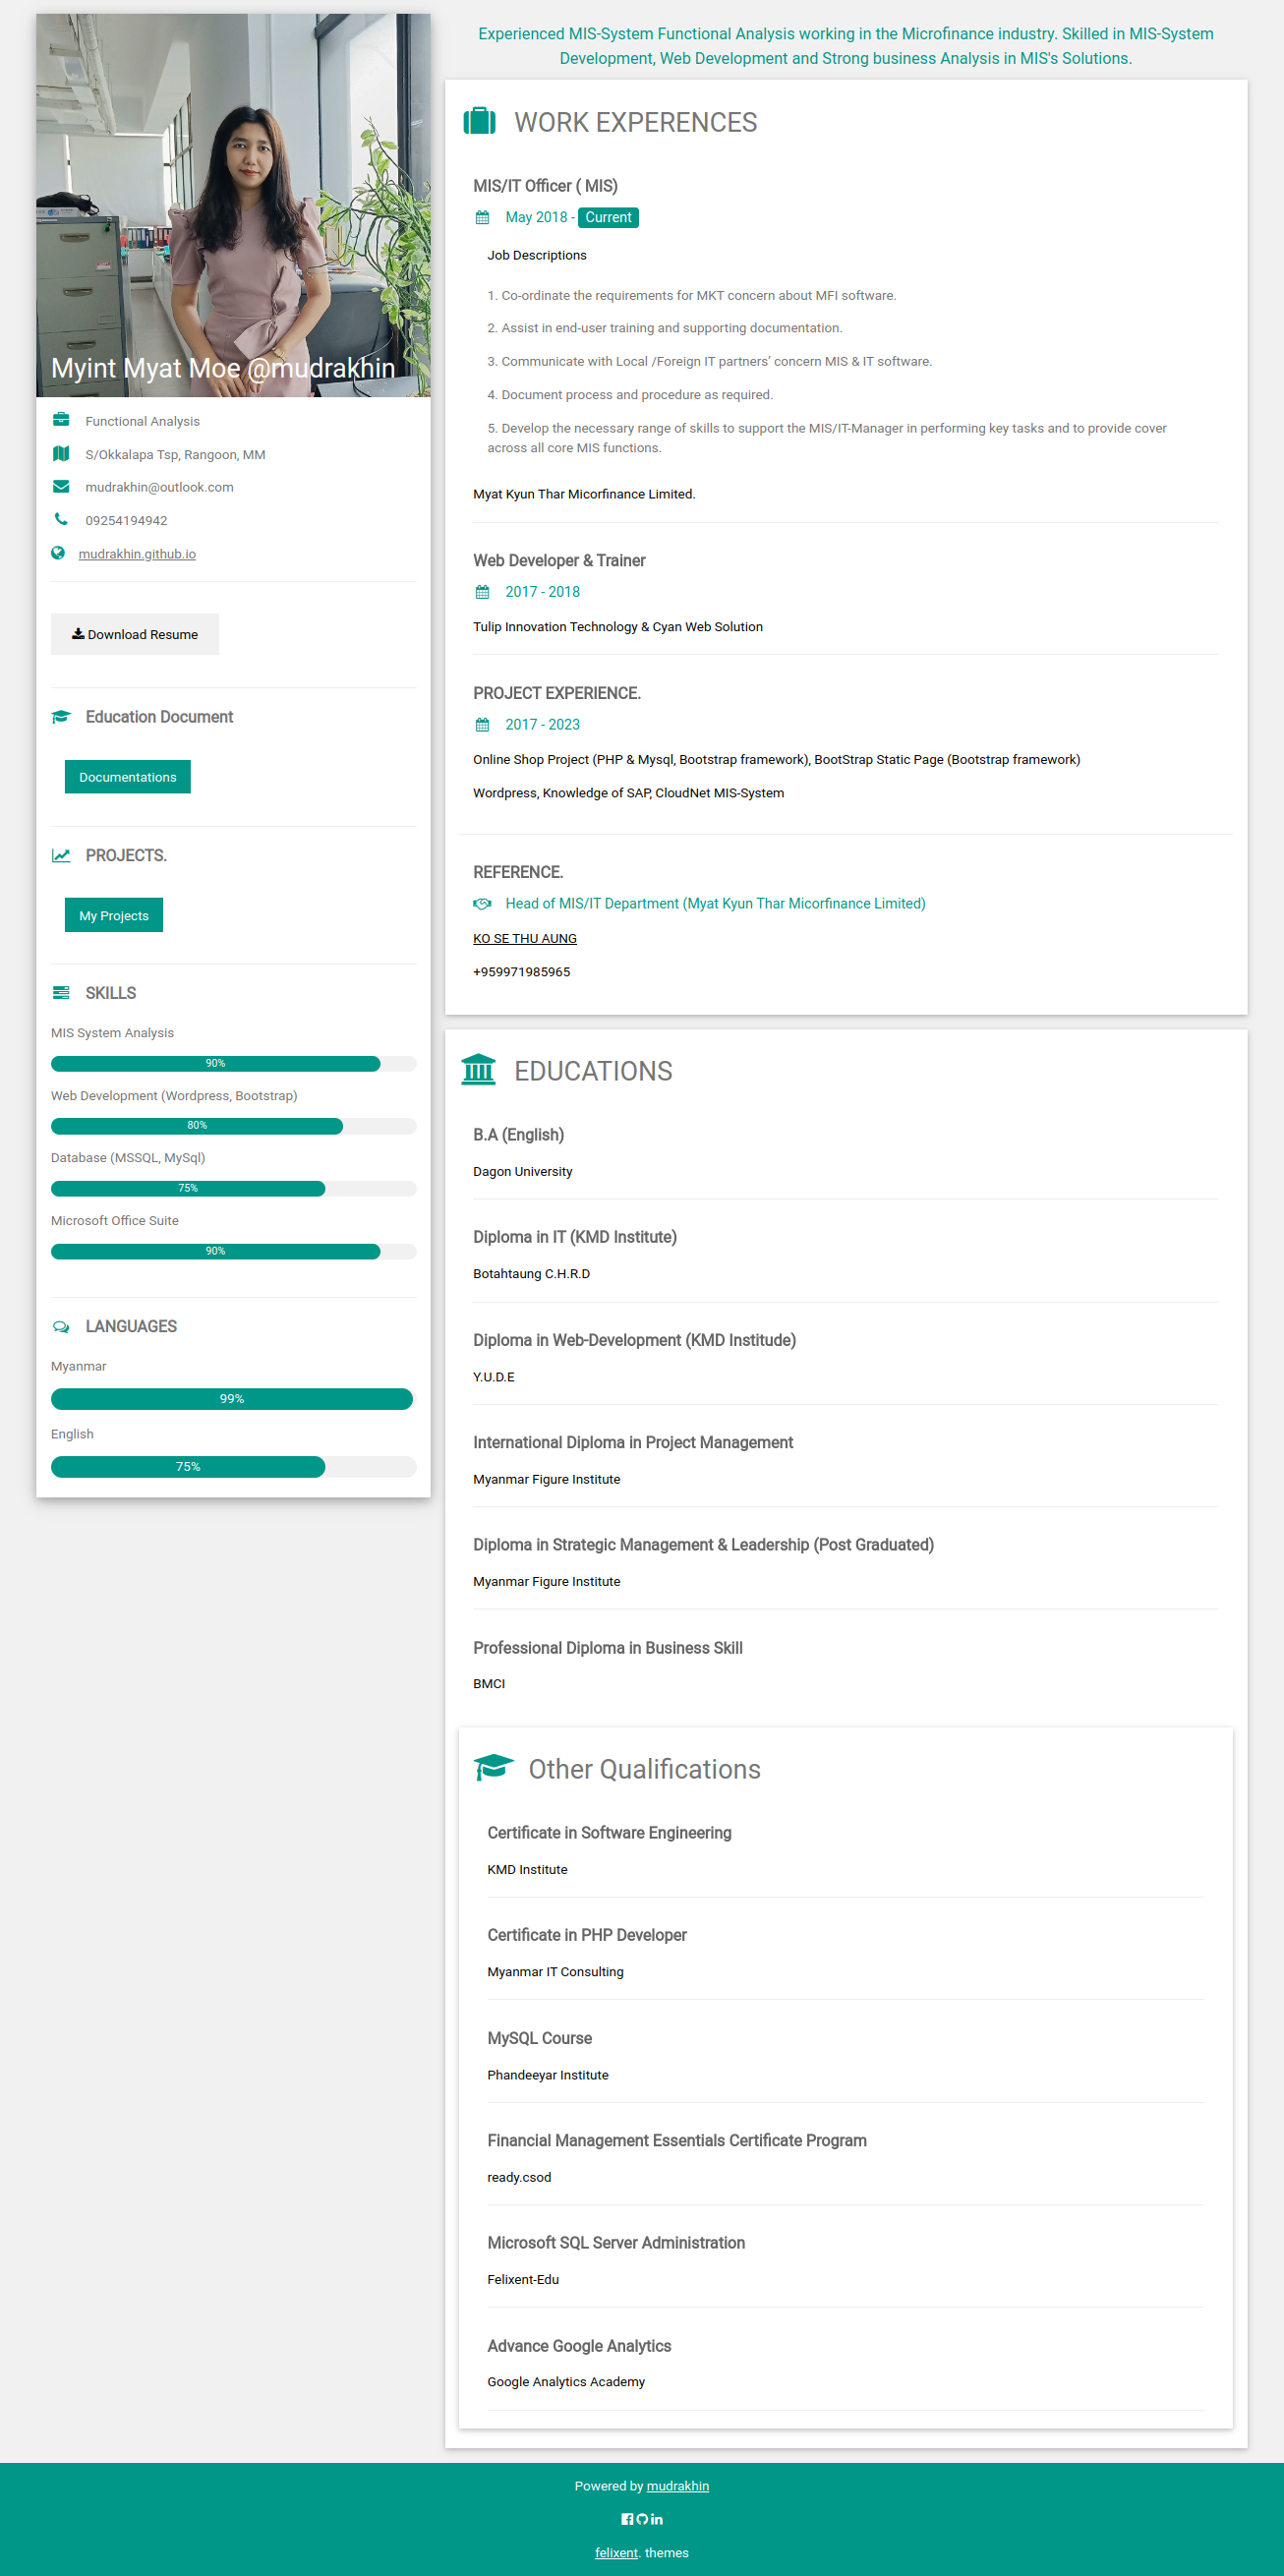 Myint Myat Moe @mudrakhin
Functional Analysis
S/Okkalapa Tsp, Rangoon, MM
mudrakhin@outlook.com
09254194942
mudrakhin.github.io
Download Resume
Education Document
Documentations
PROJECTS.
My Projects
SKILLS
MIS System Analysis
90%
Web Development (Wordpress, Bootstrap)
80%
Database (MSSQL, MySql)
75%
Microsoft Office Suite
90%
LANGUAGES
Myanmar
99%
English
75%
Experienced MIS-System Functional Analysis working in the Microfinance industry. Skilled in MIS-System
Development, Web Development and Strong business Analysis in MIS's Solutions.
WORK EXPERENCES
MIS/IT Officer ( MIS)
May 2018 - Current
Job Descriptions
1. Co-ordinate the requirements for MKT concern about MFI software.
2. Assist in end-user training and supporting documentation.
3. Communicate with Local /Foreign IT partners’ concern MIS & IT software.
4. Document process and procedure as required.
5. Develop the necessary range of skills to support the MIS/IT-Manager in performing key tasks and to provide cover
across all core MIS functions.
Myat Kyun Thar Micorfinance Limited.
Web Developer & Trainer
2017 - 2018
Tulip Innovation Technology & Cyan Web Solution
PROJECT EXPERIENCE.
2017 - 2023
Online Shop Project (PHP & Mysql, Bootstrap framework), BootStrap Static Page (Bootstrap framework)
Wordpress, Knowledge of SAP, CloudNet MIS-System
REFERENCE.
Head of MIS/IT Department (Myat Kyun Thar Micorfinance Limited)
KO SE THU AUNG
+959971985965
EDUCATIONS
B.A (English)
Dagon University
Diploma in IT (KMD Institute)
Botahtaung C.H.R.D
Diploma in Web-Development (KMD Institude)
Y.U.D.E
International Diploma in Project Management
Myanmar Figure Institute
Diploma in Strategic Management & Leadership (Post Graduated)
Myanmar Figure Institute
Professional Diploma in Business Skill
BMCI
Other Qualifications
Certificate in Software Engineering
KMD Institute
Certificate in PHP Developer
Myanmar IT Consulting
MySQL Course
Phandeeyar Institute
Financial Management Essentials Certificate Program
ready.csod
Microsoft SQL Server Administration
Felixent-Edu
Advance Google Analytics
Google Analytics Academy
Powered by mudrakhin
felixent. themes